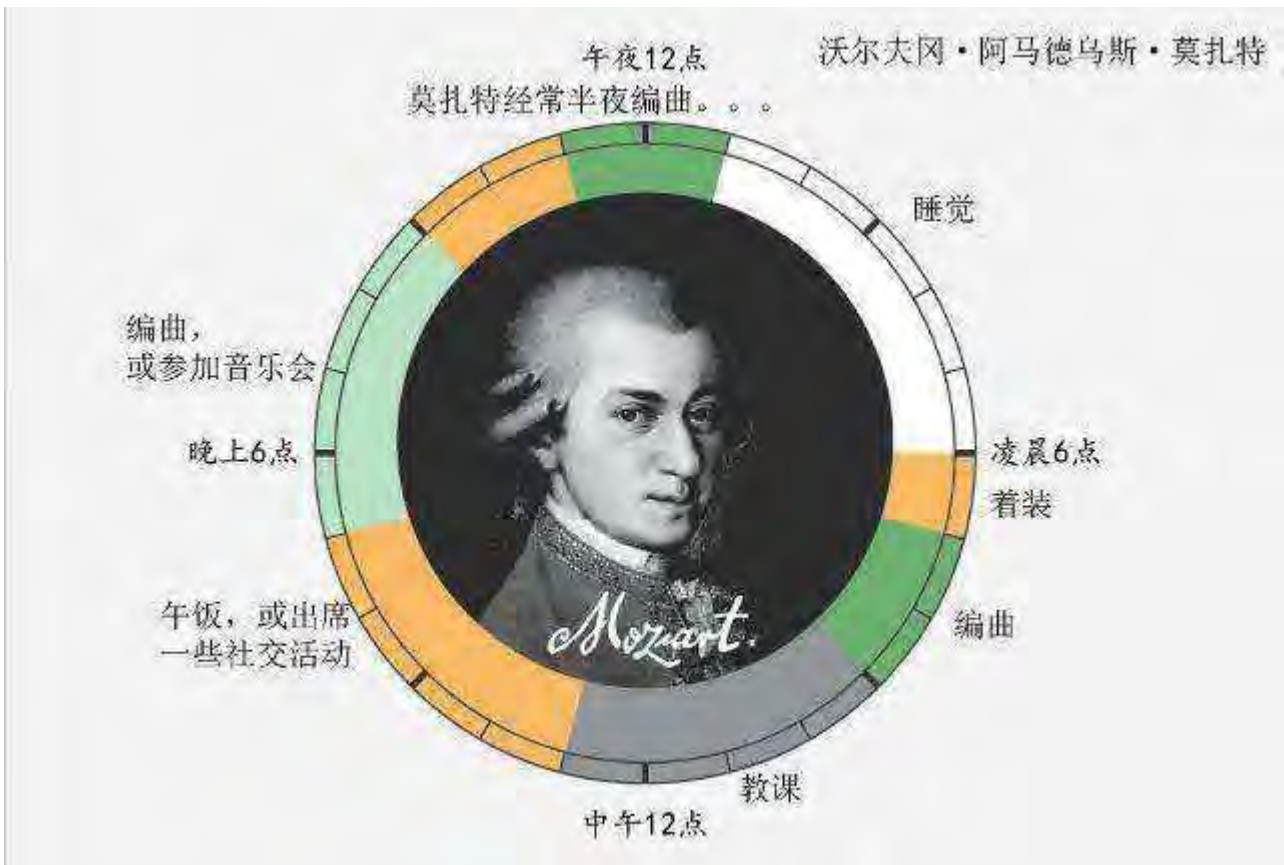 沃尔夫冈·阿马德乌斯·莫扎特
午夜12点
莫扎特经常半夜编曲。。。
睡觉
编曲，
或参加音乐会
晚上6点
凌晨6点
着装
午饭，或出席
一些社交活动
编曲
Mozart.
教课
中午12点